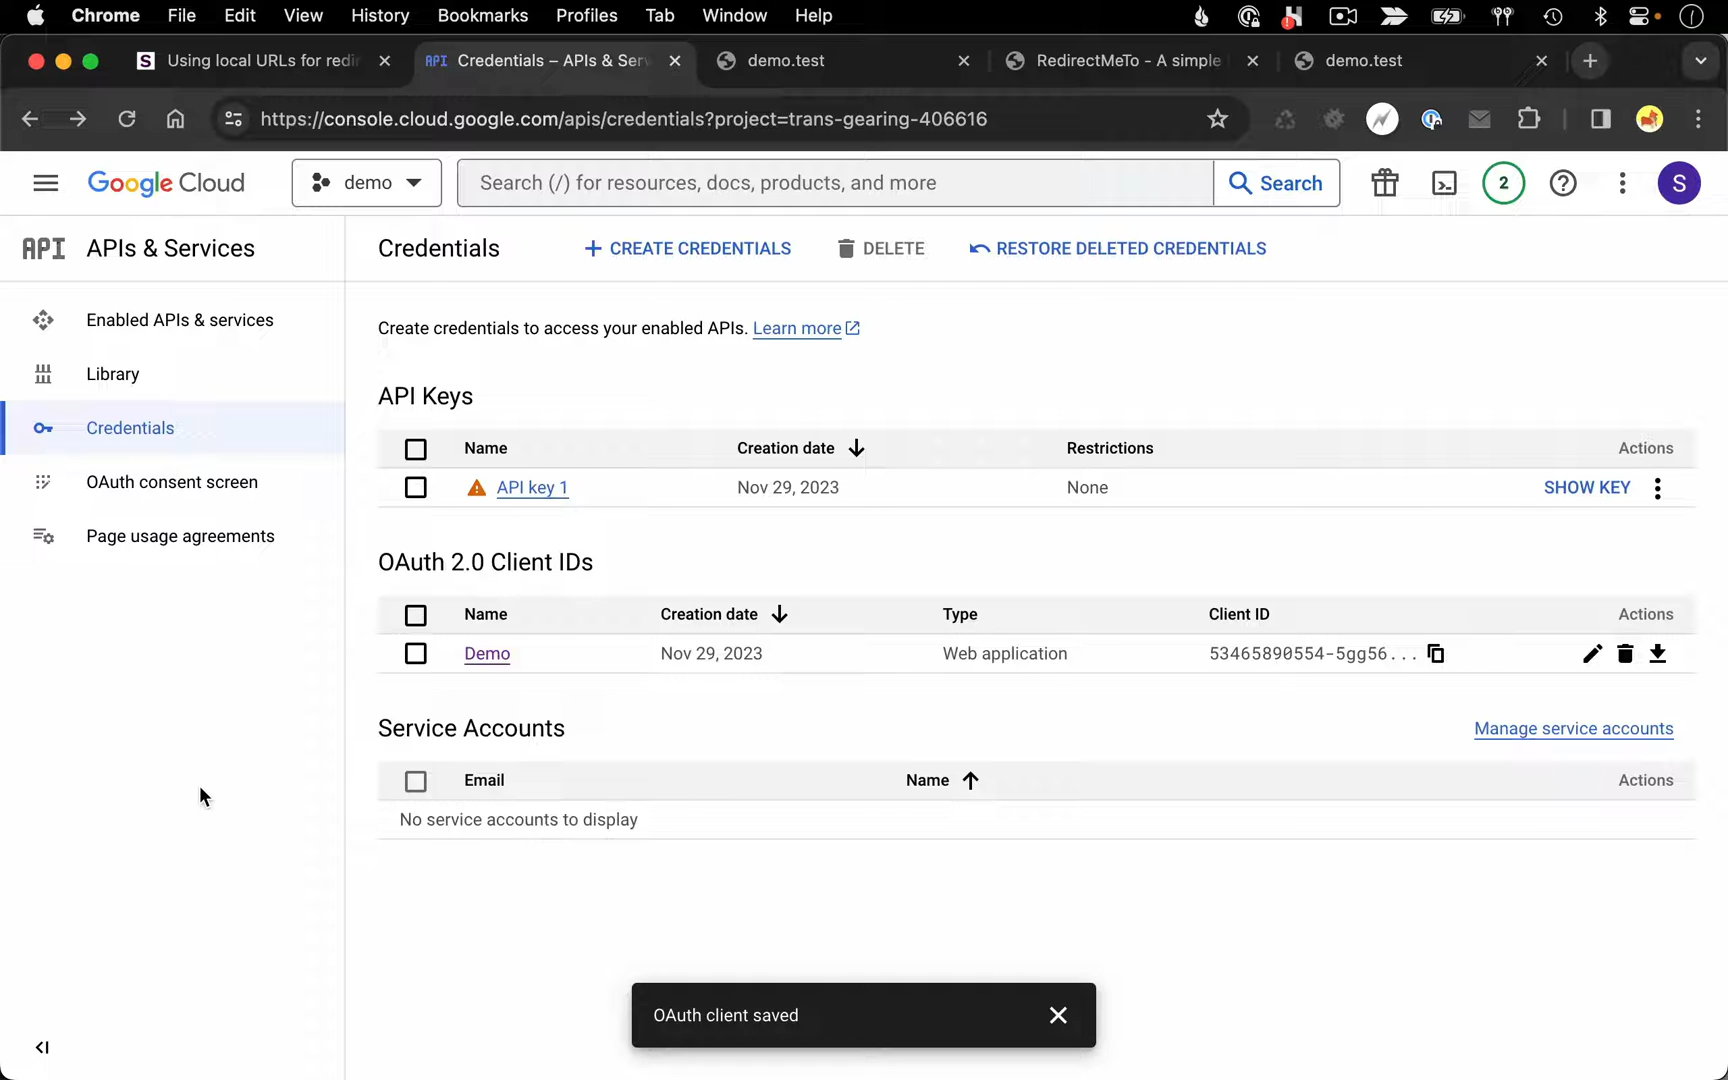 Chrome File Edit View History Bookmarks Profiles Tab Window Help
S Using local URLs for redir
API Credentials – APIs & Serv
demo.test
RedirectMeTo - A simple
demo.test
https://console.cloud.google.com/apis/credentials?project=trans-gearing-406616
Google Cloud
demo
Search (/) for resources, docs, products, and more
Search
2
S
API APIs & Services
Credentials
CREATE CREDENTIALS
DELETE
RESTORE DELETED CREDENTIALS
Enabled APIs & services
Library
Credentials
OAuth consent screen
Page usage agreements
Create credentials to access your enabled APIs. Learn more
API Keys
Name Creation date Restrictions Actions
API key 1 Nov 29, 2023 None SHOW KEY
OAuth 2.0 Client IDs
Name Creation date Type Client ID Actions
Demo Nov 29, 2023 Web application 53465890554-5gg56...
Service Accounts
Manage service accounts
Email Name Actions
No service accounts to display
OAuth client saved